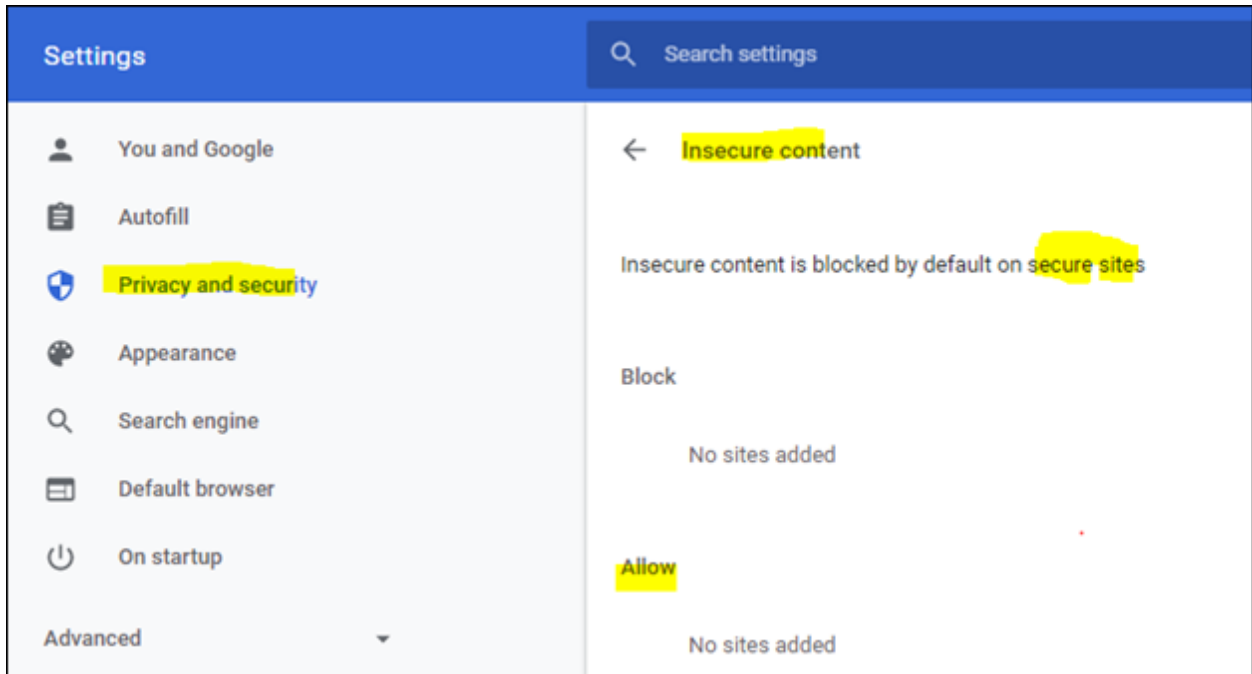 Settings
Search settings
You and Google
Autofill
Privacy and security
Appearance
Search engine
Default browser
On startup
Advanced
Insecure content
Insecure content is blocked by default on secure sites
Block
No sites added
Allow
No sites added